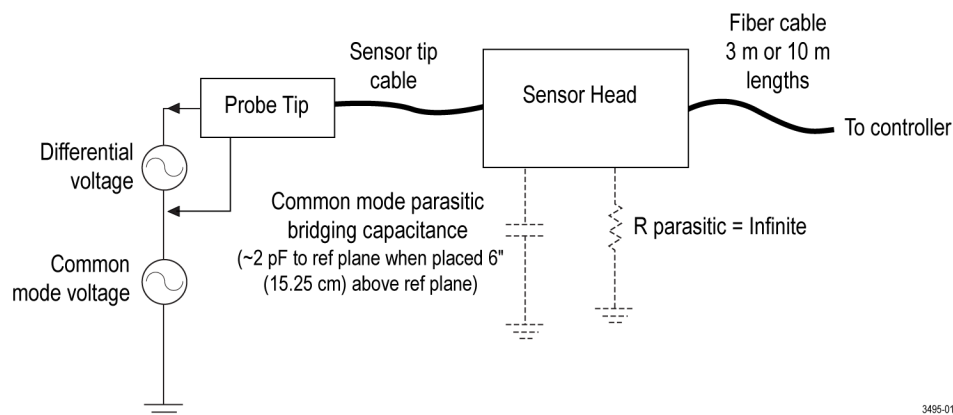 Fiber cable
3 m or 10 m
lengths
Sensor tip
cable
Sensor Head
Probe Tip
To controller
Differential
voltage
Common mode parasitic
bridging capacitance
(~2 pF to ref plane when placed 6"
(15.25 cm) above ref plane)
R parasitic = Infinite
Common
mode voltage
3495-01